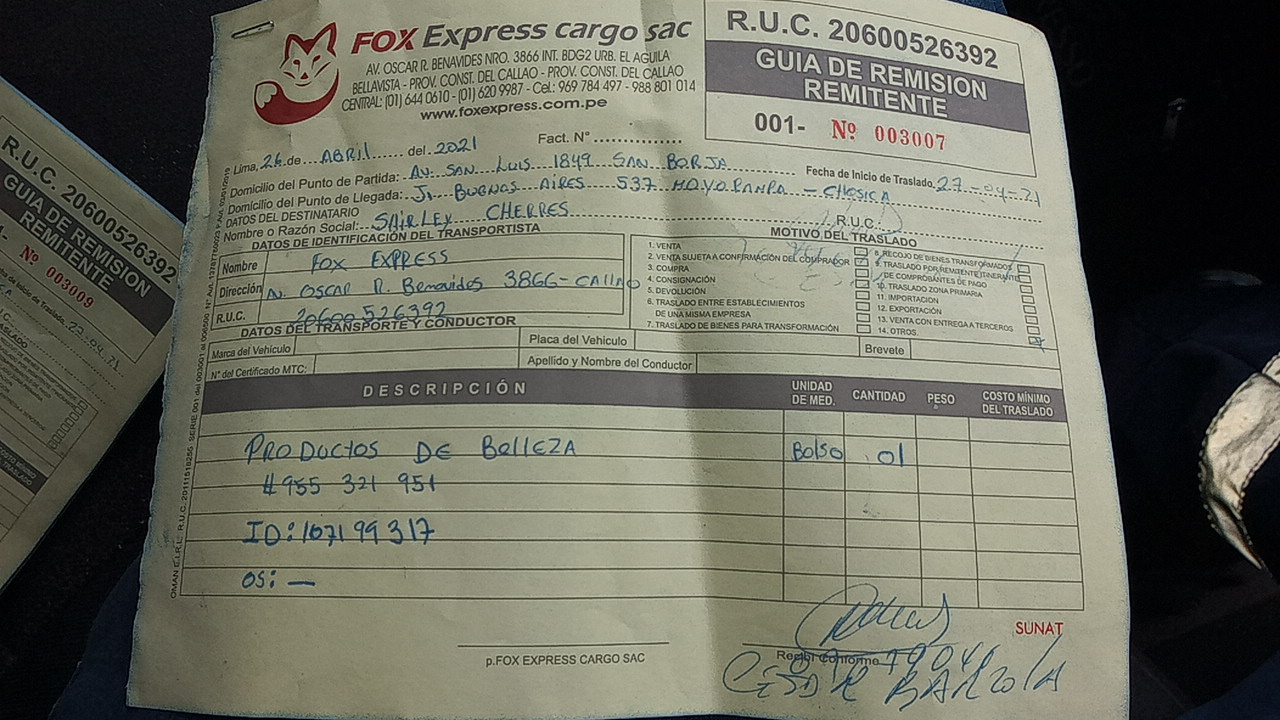 FOX Express cargo sac
AV. OSCAR R. BENAVIDES NRO. 3866 INT. BDG2 URB. EL AGUILA
BELLAVISTA - PROV. CONST. DEL CALLAO - PROV. CONST. DEL CALLAO
CENTRAL: (01) 644 0610 - (01) 620 9987 - Cel.: 969 784 497 - 988 801 014
www.foxexpress.com.pe
R.U.C. 20600526392
GUIA DE REMISION
REMITENTE
001- Nº 003007
Lima, 26 de ABRIL del 2021 Fact. N°
Domicilio del Punto de Partida: AV. SAN LUIS 1849 SAN BORJA Fecha de Inicio de Traslado. 27-04-21
Domicilio del Punto de Llegada: Jr. BUENOS AIRES 537 MOYOPAMPA - CHOSICA
DATOS DEL DESTINATARIO
Nombre o Razón Social: SAIRLEX CHERRES R.U.C.
DATOS DE IDENTIFICACIÓN DEL TRANSPORTISTA
Nombre FOX EXPRESS
Dirección AV. OSCAR R. Benavides 3866 - CALLAO
R.U.C. 20600526392
MOTIVO DEL TRASLADO
1. VENTA
2. VENTA SUJETA A CONFIRMACIÓN DEL COMPRADOR
3. COMPRA
4. CONSIGNACIÓN
5. DEVOLUCIÓN
6. TRASLADO ENTRE ESTABLECIMIENTOS
DE UNA MISMA EMPRESA
7. TRASLADO DE BIENES PARA TRANSFORMACIÓN
8. RECOJO DE BIENES TRANSFORMADOS
9. TRASLADO POR REMITENTE ITINERANTE
DE COMPROBANTES DE PAGO
10. TRASLADO ZONA PRIMARIA
11. IMPORTACION
12. EXPORTACIÓN
13. VENTA CON ENTREGA A TERCEROS
14. OTROS.
DATOS DEL TRANSPORTE Y CONDUCTOR
Marca del Vehículo Placa del Vehículo Brevete
N° del Certificado MTC: Apellido y Nombre del Conductor
DESCRIPCIÓN UNIDAD DE MED. CANTIDAD PESO COSTO MÍNIMO DEL TRASLADO
PRODUCTOS DE BELLEZA Bolso 01
#955 321 951
ID: 107199317
OS: —
p.FOX EXPRESS CARGO SAC
Recibí Conforme
SUNAT
BARZOLA
R.U.C. 20600526392
GUIA DE REMISION
REMITENTE
Nº 003009